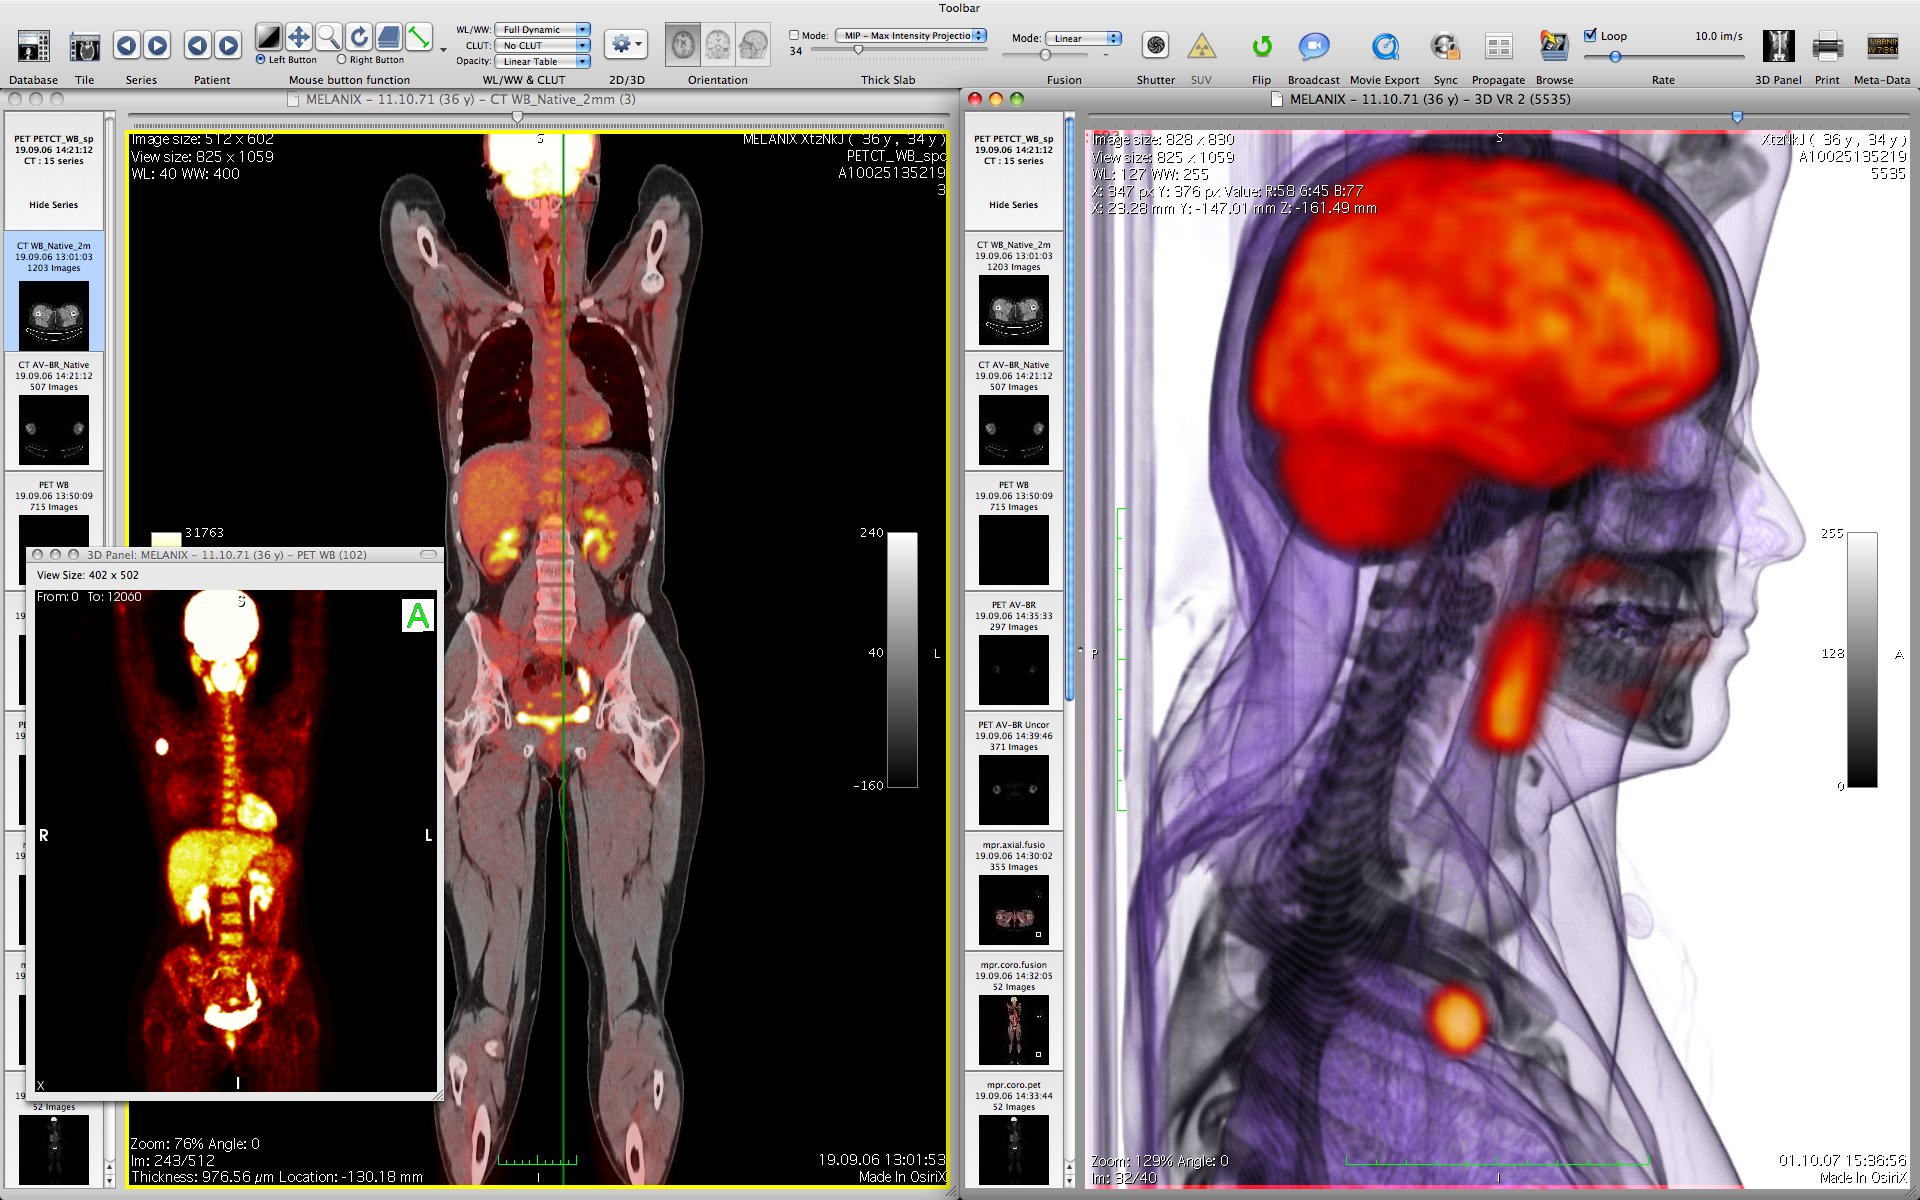 Toolbar
WL/WW: Full Dynamic
CLUT: No CLUT
Opacity: Linear Table
Left Button Right Button
Mode: MIP - Max Intensity Projectio
34
Mode: Linear
Loop 10.0 im/s
Database Tile Series Patient Mouse button function WL/WW & CLUT 2D/3D Orientation Thick Slab Fusion Shutter SUV Flip Broadcast Movie Export Sync Propagate Browse Rate 3D Panel Print Meta-Data
MELANIX - 11.10.71 (36 y) - CT WB_Native_2mm (3)
PET PETCT_WB_sp
19.09.06 14:21:12
CT : 15 series
Hide Series
CT WB_Native_2m
19.09.06 13:01:03
1203 Images
CT AV-BR_Native
19.09.06 14:21:12
507 Images
PET WB
19.09.06 13:50:09
715 Images
52 Images
Image size: 512 x 602
View size: 825 x 1059
WL: 40 WW: 400
S
MELANIX XtzNkJ ( 36 y , 34 y )
PETCT_WB_spc
A10025135219
3
31763
240
40
-160
L
Zoom: 76% Angle: 0
Im: 243/512
Thickness: 976.56 µm Location: -130.18 mm
I
19.09.06 13:01:53
Made In OsiriX
3D Panel: MELANIX - 11.10.71 (36 y) - PET WB (102)
View Size: 402 x 502
From: 0 To: 12060
S
A
R
L
X
I
MELANIX - 11.10.71 (36 y) - 3D VR 2 (5535)
PET PETCT_WB_sp
19.09.06 14:21:12
CT : 15 series
Hide Series
CT WB_Native_2m
19.09.06 13:01:03
1203 Images
CT AV-BR_Native
19.09.06 14:21:12
507 Images
PET WB
19.09.06 13:50:09
715 Images
PET AV-BR
19.09.06 14:35:33
297 Images
PET AV-BR Uncor
19.09.06 14:39:46
371 Images
mpr.axial.fusio
19.09.06 14:30:02
355 Images
mpr.coro.fusion
19.09.06 14:32:05
52 Images
mpr.coro.pet
19.09.06 14:33:44
52 Images
Image size: 828 x 830
View size: 825 x 1059
WL: 127 WW: 255
X: 347 px Y: 376 px Value: R:58 G:45 B:77
X: 23.28 mm Y: -147.01 mm Z: -161.49 mm
S
XtzNkJ ( 36 y , 34 y )
A10025135219
5535
255
128
0
P
A
Zoom: 129% Angle: 0
Im: 32/40
I
01.10.07 15:36:56
Made In OsiriX